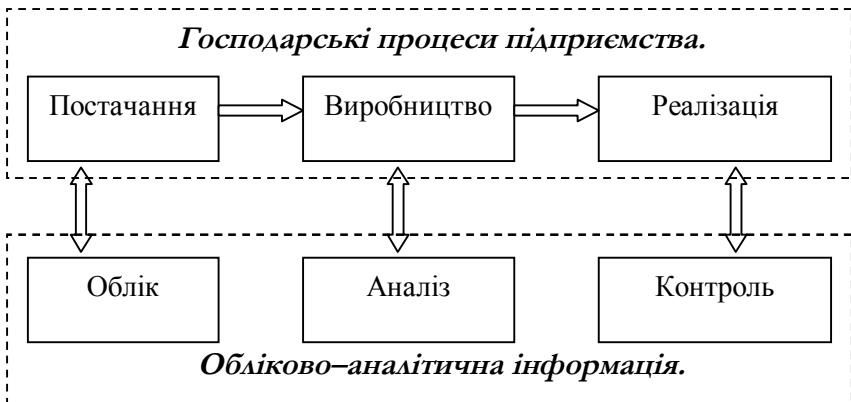 Господарські процеси підприємства.
Постачання
Виробництво
Реалізація
Облік
Аналіз
Контроль
Обліково–аналітична інформація.